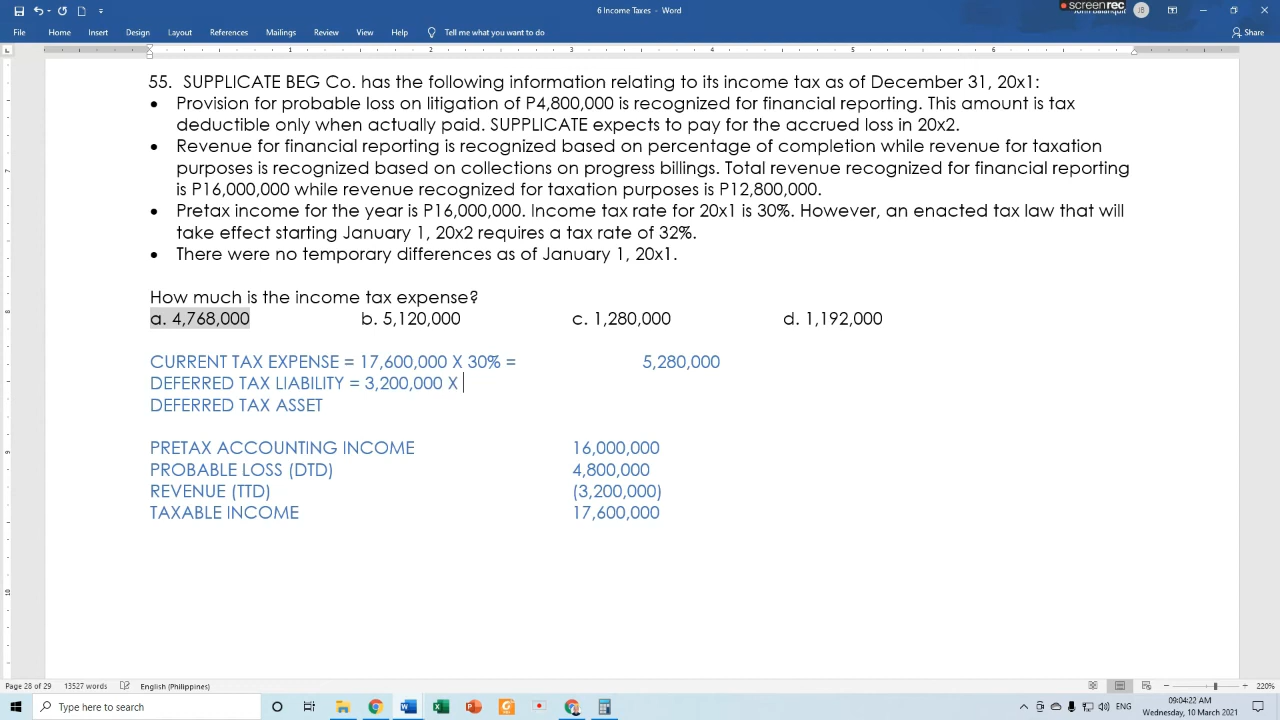 screenrec
6 Income Taxes - Word
JB
File Home Insert Design Layout References Mailings Review View Help Tell me what you want to do Share
1 2 3 4 5 6
55. SUPPLICATE BEG Co. has the following information relating to its income tax as of December 31, 20x1:
• Provision for probable loss on litigation of P4,800,000 is recognized for financial reporting. This amount is tax
deductible only when actually paid. SUPPLICATE expects to pay for the accrued loss in 20x2.
• Revenue for financial reporting is recognized based on percentage of completion while revenue for taxation
purposes is recognized based on collections on progress billings. Total revenue recognized for financial reporting
is P16,000,000 while revenue recognized for taxation purposes is P12,800,000.
• Pretax income for the year is P16,000,000. Income tax rate for 20x1 is 30%. However, an enacted tax law that will
take effect starting January 1, 20x2 requires a tax rate of 32%.
• There were no temporary differences as of January 1, 20x1.
How much is the income tax expense?
a. 4,768,000 b. 5,120,000 c. 1,280,000 d. 1,192,000
CURRENT TAX EXPENSE = 17,600,000 X 30% = 5,280,000
DEFERRED TAX LIABILITY = 3,200,000 X
DEFERRED TAX ASSET
PRETAX ACCOUNTING INCOME 16,000,000
PROBABLE LOSS (DTD) 4,800,000
REVENUE (TTD) (3,200,000)
TAXABLE INCOME 17,600,000
Page 28 of 29 13527 words English (Philippines) 220%
Type here to search ENG 09:04:22 AM
Wednesday, 10 March 2021